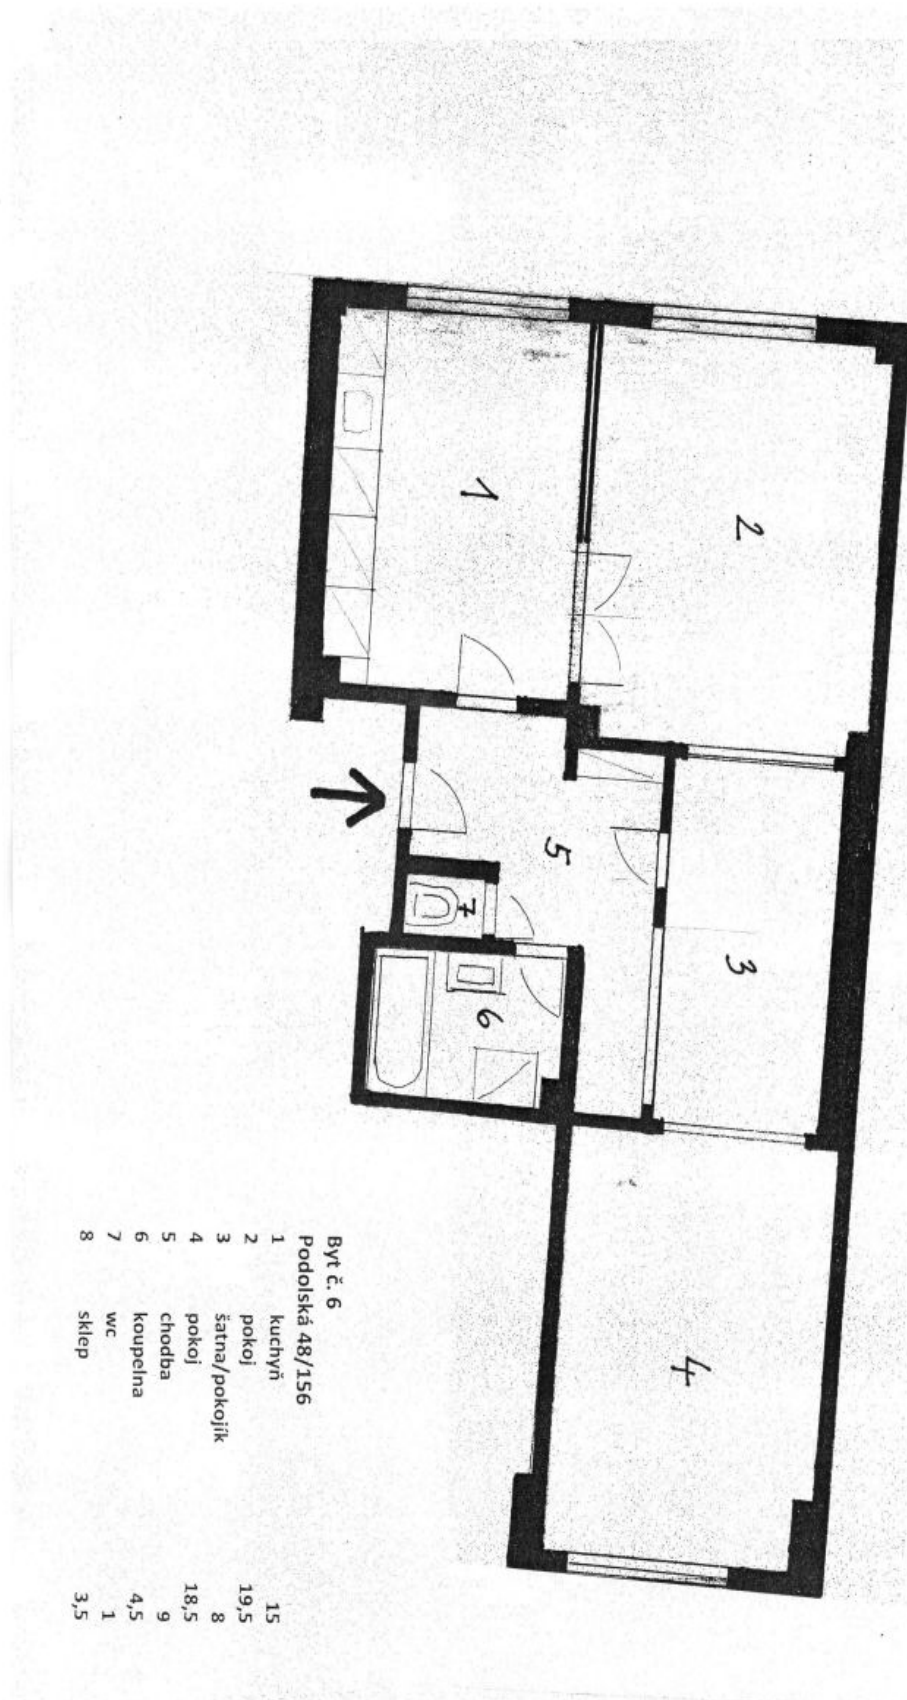 1
2
3
4
5
6
7
Byt č. 6
Podolská 48/156
1 kuchyň 15
2 pokoj 19,5
3 šatna/pokojík 8
4 pokoj 18,5
5 chodba 9
6 koupelna 4,5
7 wc 1
8 sklep 3,5